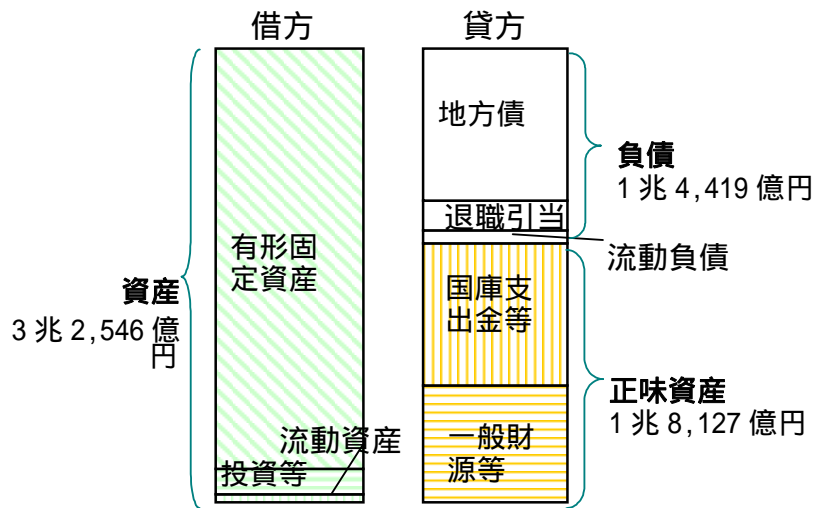 借方
貸方
有形固
定資産
流動資産
投資等
資産
3 兆 2,546 億
円
地方債
退職引当
流動負債
国庫支
出金等
一般財
源等
負債
1 兆 4,419 億円
正味資産
1 兆 8,127 億円